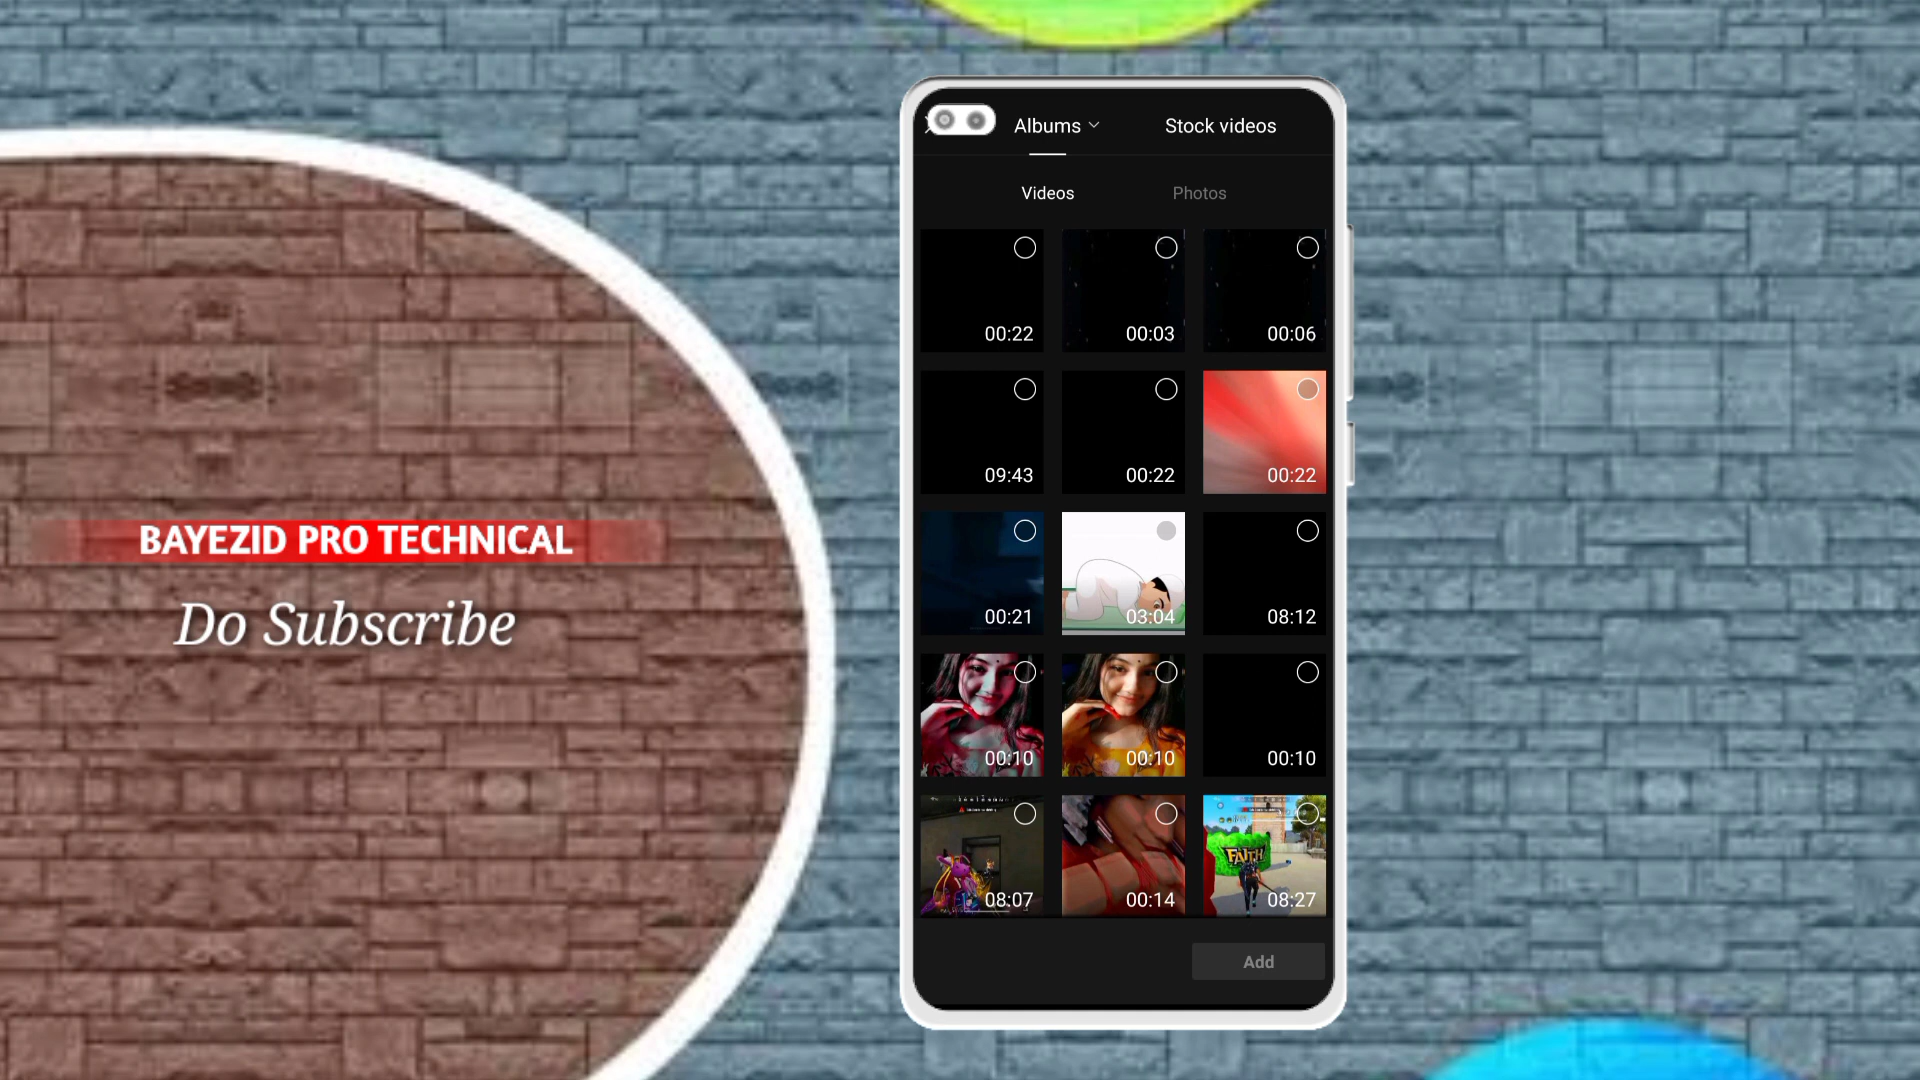 Albums
Stock videos
Videos
Photos
00:22
00:03
00:06
09:43
00:22
00:22
00:21
03:04
08:12
00:10
00:10
00:10
FAITH
08:07
00:14
08:27
Add
BAYEZID PRO TECHNICAL
Do Subscribe